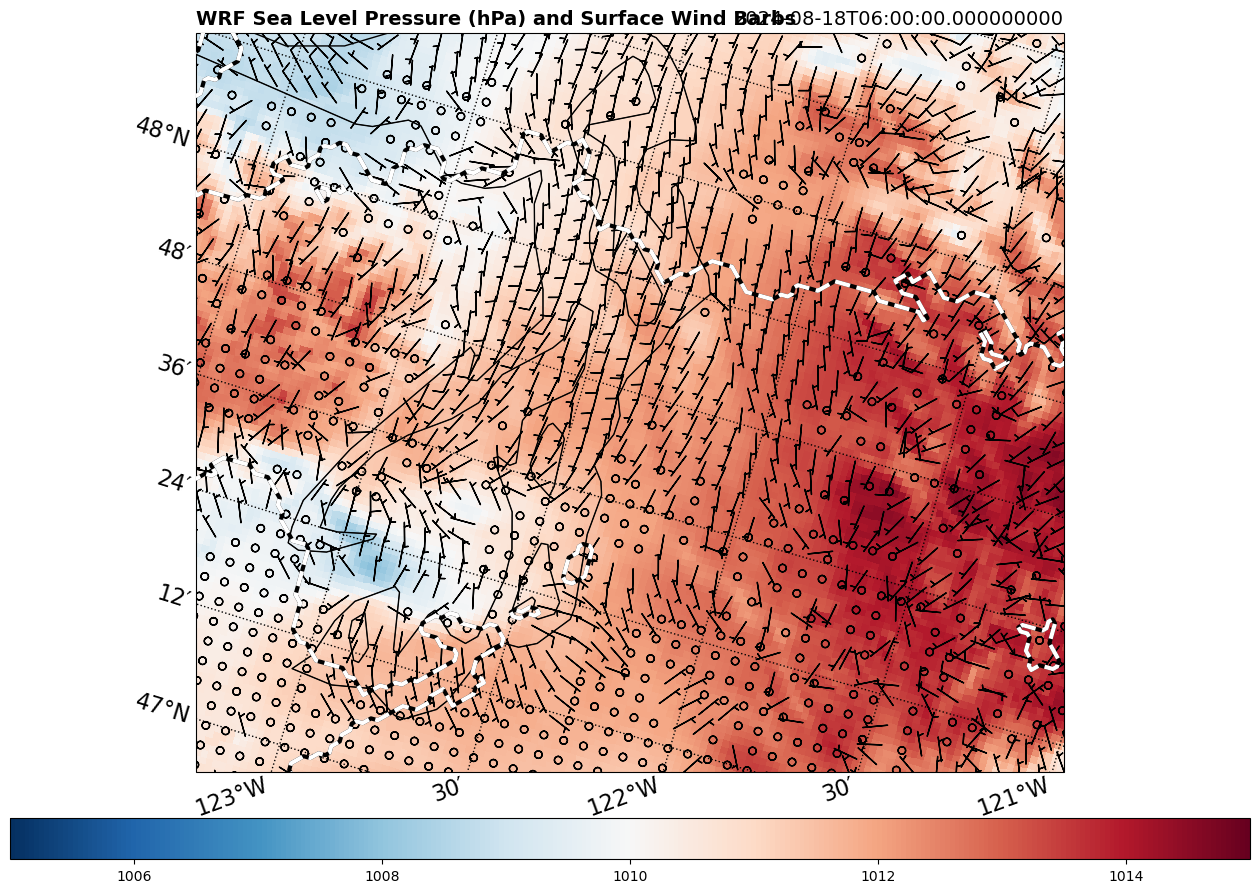 WRF Sea Level Pressure (hPa) and Surface Wind Barbs
2024-08-18T06:00:00.000000000
48°N
48′
36′
24′
12′
47°N
123°W
30′
122°W
30′
121°W
1006
1008
1010
1012
1014